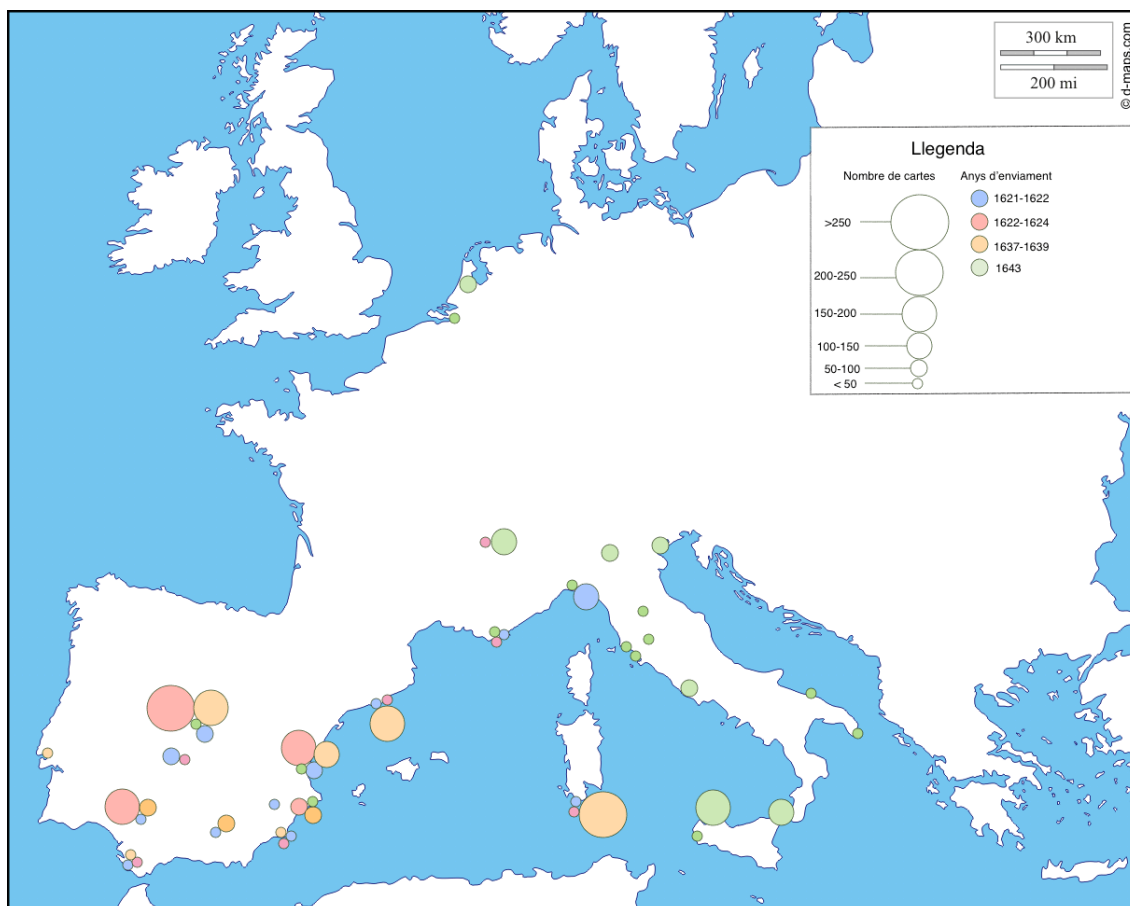 300 km
200 mi
© d-maps.com
Llegenda
Nombre de cartes
Anys d'enviament
>250
200-250
150-200
100-150
50-100
< 50
1621-1622
1622-1624
1637-1639
1643